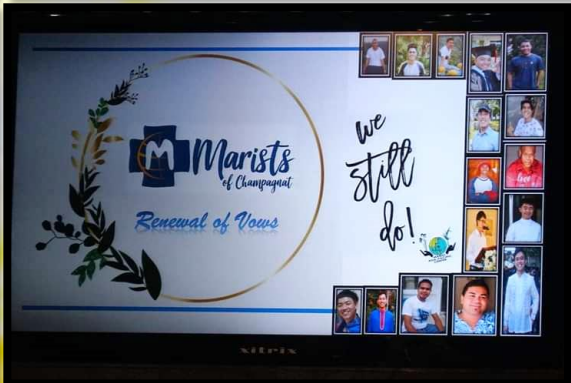 M
Marists
of Champagnat
Renewal of Vows
we
still
do!
xitrix